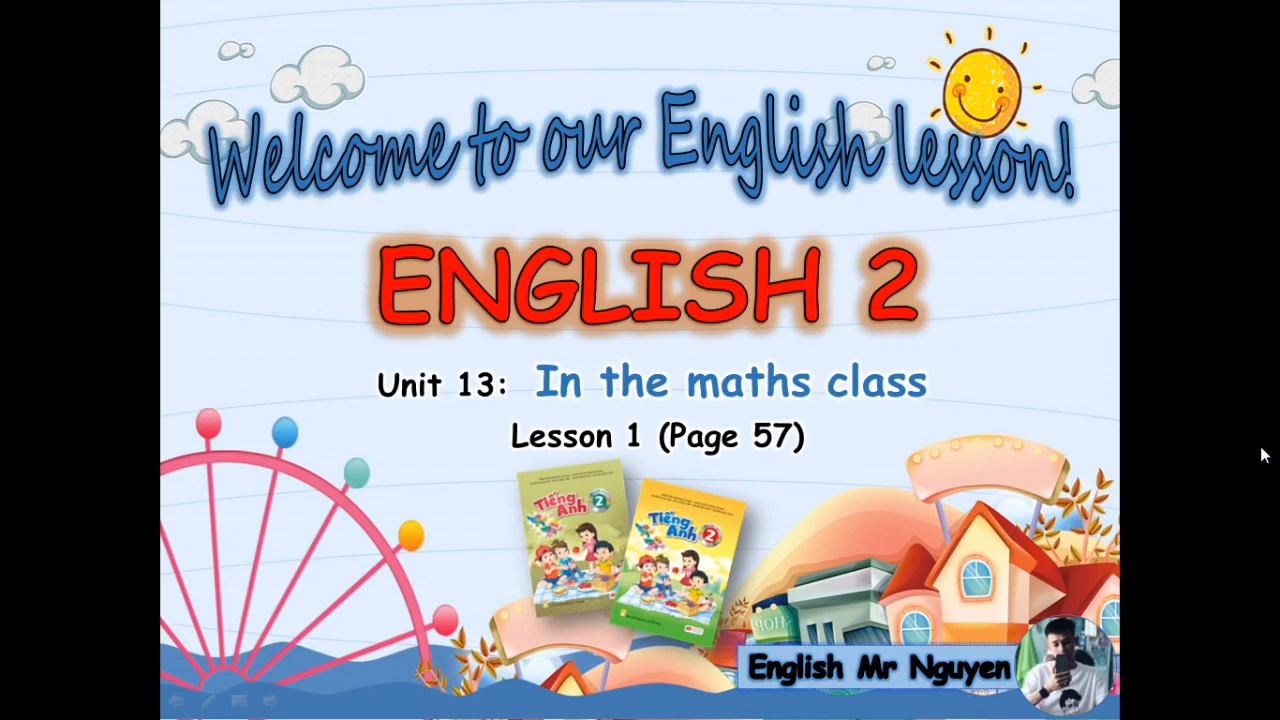 Welcome to our English lesson!
ENGLISH 2
Unit 13: In the maths class
Lesson 1 (Page 57)
Tiếng Anh 2
Tiếng Anh 2
English Mr Nguyen